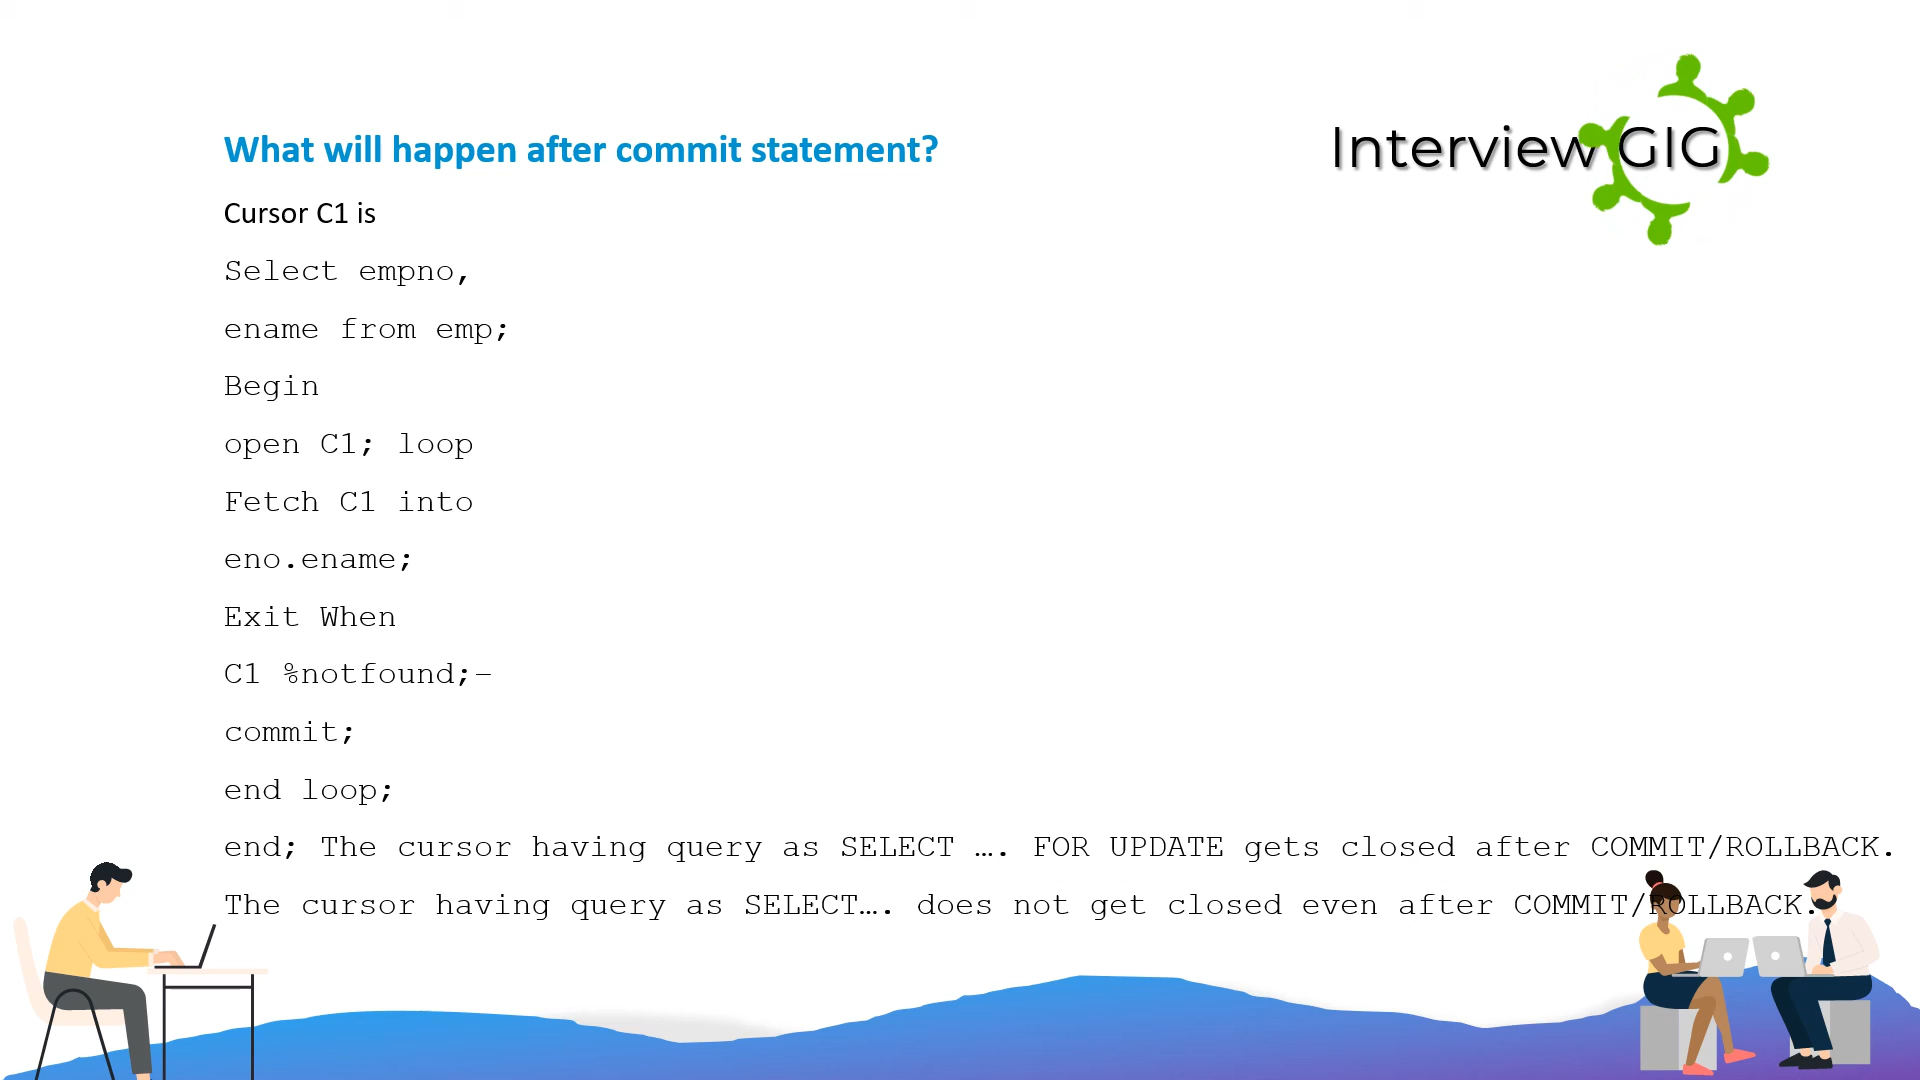 What will happen after commit statement?
Interview GIG
Cursor C1 is
Select empno,
ename from emp;
Begin
open C1; loop
Fetch C1 into
eno.ename;
Exit When
C1 %notfound;–
commit;
end loop;
end; The cursor having query as SELECT …. FOR UPDATE gets closed after COMMIT/ROLLBACK.
The cursor having query as SELECT…. does not get closed even after COMMIT/ROLLBACK.